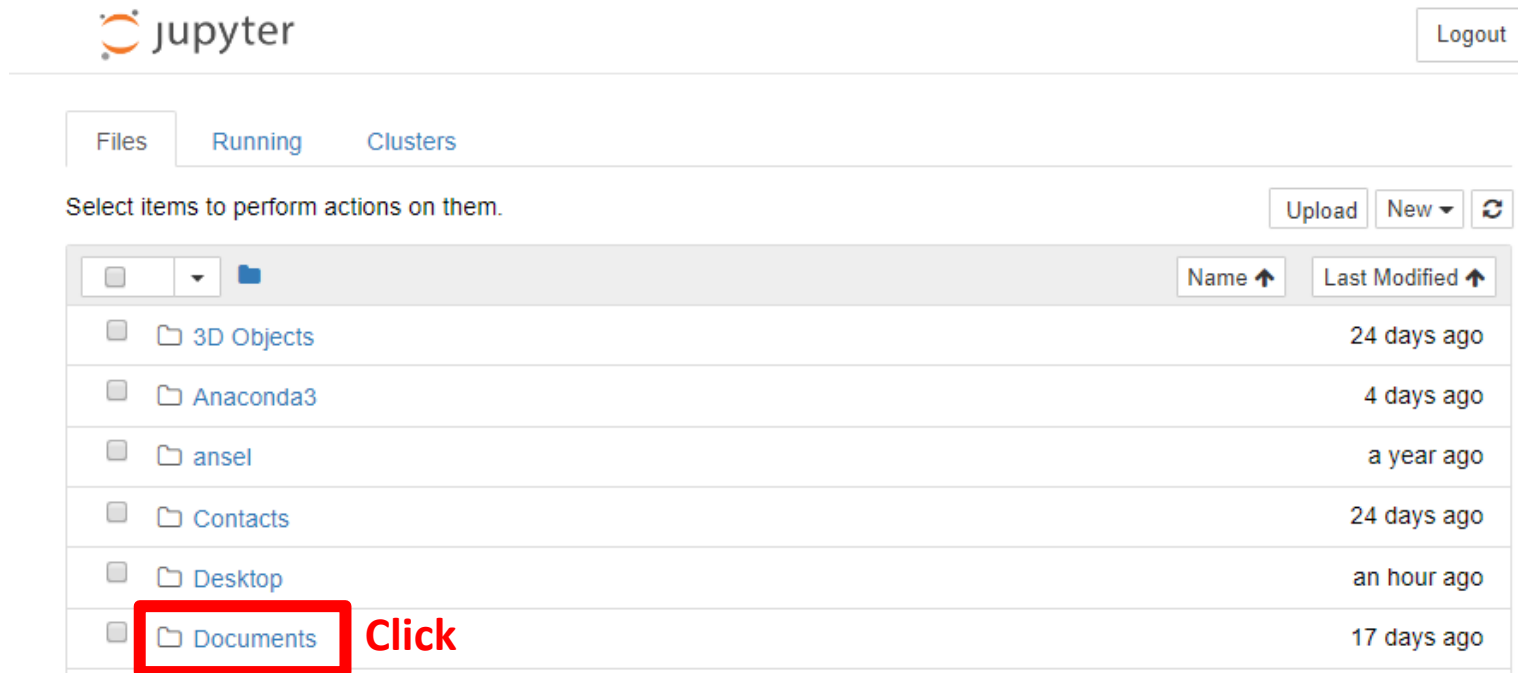 jupyter
Logout
Files Running Clusters
Select items to perform actions on them.
Upload New
Name Last Modified
3D Objects 24 days ago
Anaconda3 4 days ago
ansel a year ago
Contacts 24 days ago
Desktop an hour ago
Documents Click 17 days ago